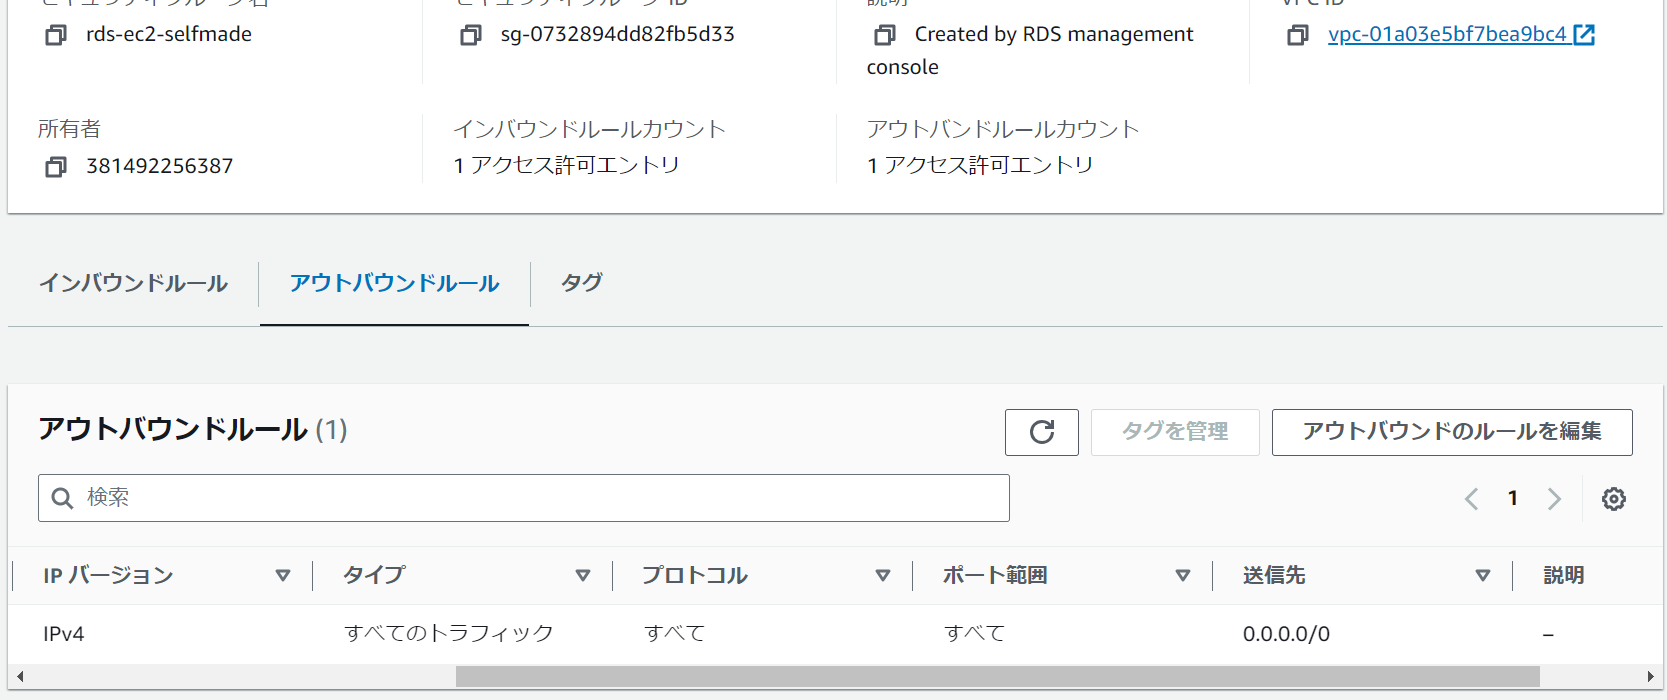 rds-ec2-selfmade
sg-0732894dd82fb5d33
Created by RDS management
console
vpc-01a03e5bf7bea9bc4
所有者
381492256387
インバウンドルールカウント
1 アクセス許可エントリ
アウトバンドルールカウント
1 アクセス許可エントリ
インバウンドルール
アウトバウンドルール
タグ
アウトバウンドルール (1)
タグを管理
アウトバウンドのルールを編集
検索
1
IP バージョン
タイプ
プロトコル
ポート範囲
送信先
説明
IPv4
すべてのトラフィック
すべて
すべて
0.0.0.0/0
–